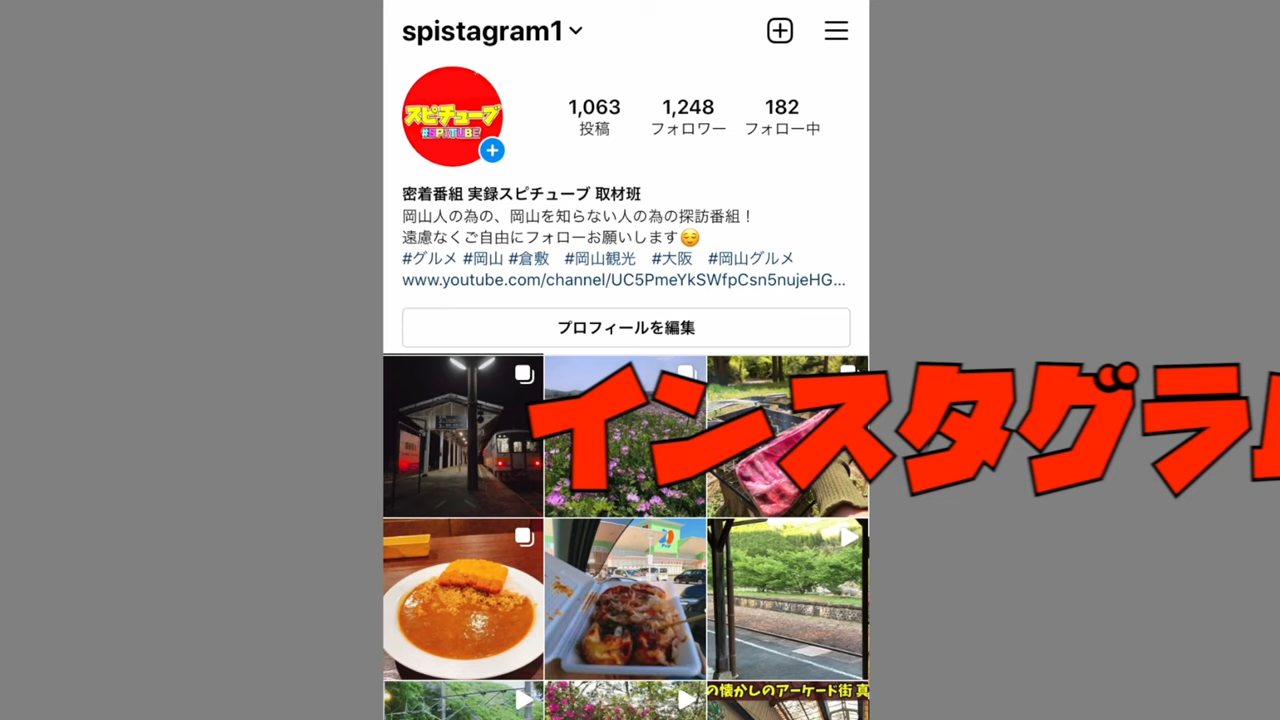 spistagram1
スピチューブ
#SPITUBE
1,063
1,248
182
投稿
フォロワー
フォロー中
密着番組 実録スピチューブ 取材班
岡山人の為の、岡山を知らない人の為の探訪番組！
遠慮なくご自由にフォローお願いします😌
#グルメ #岡山 #倉敷 #岡山観光 #大阪 #岡山グルメ
www.youtube.com/channel/UC5PmeYkSWfpCsn5nujeHG...
プロフィールを編集
インスタグラム
の懐かしのアーケード街 真